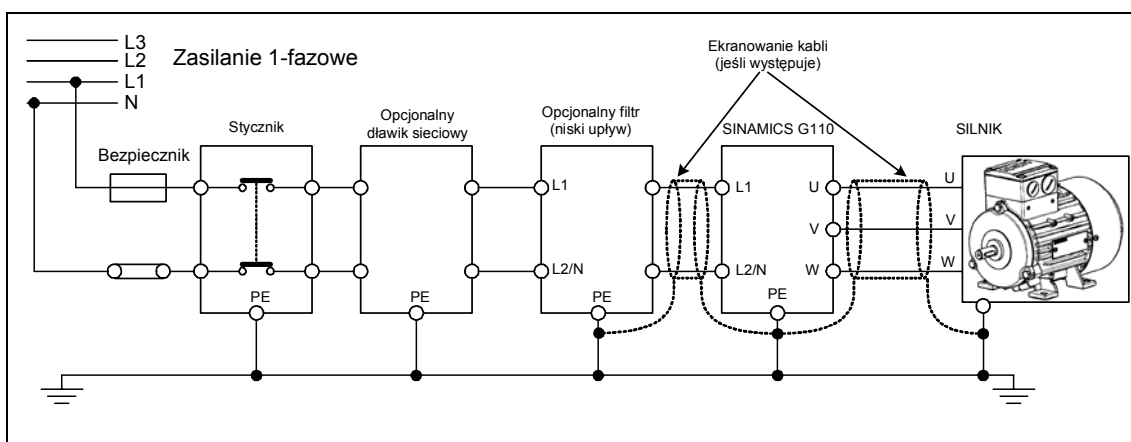 L3
L2
L1
N
Zasilanie 1-fazowe
Ekranowanie kabli
(jeśli występuje)
Bezpiecznik
Stycznik
Opcjonalny
dławik sieciowy
Opcjonalny filtr
(niski upływ)
SINAMICS G110
SILNIK
L1
L2/N
L1
L2/N
U
V
W
U
V
W
PE
PE
PE
PE